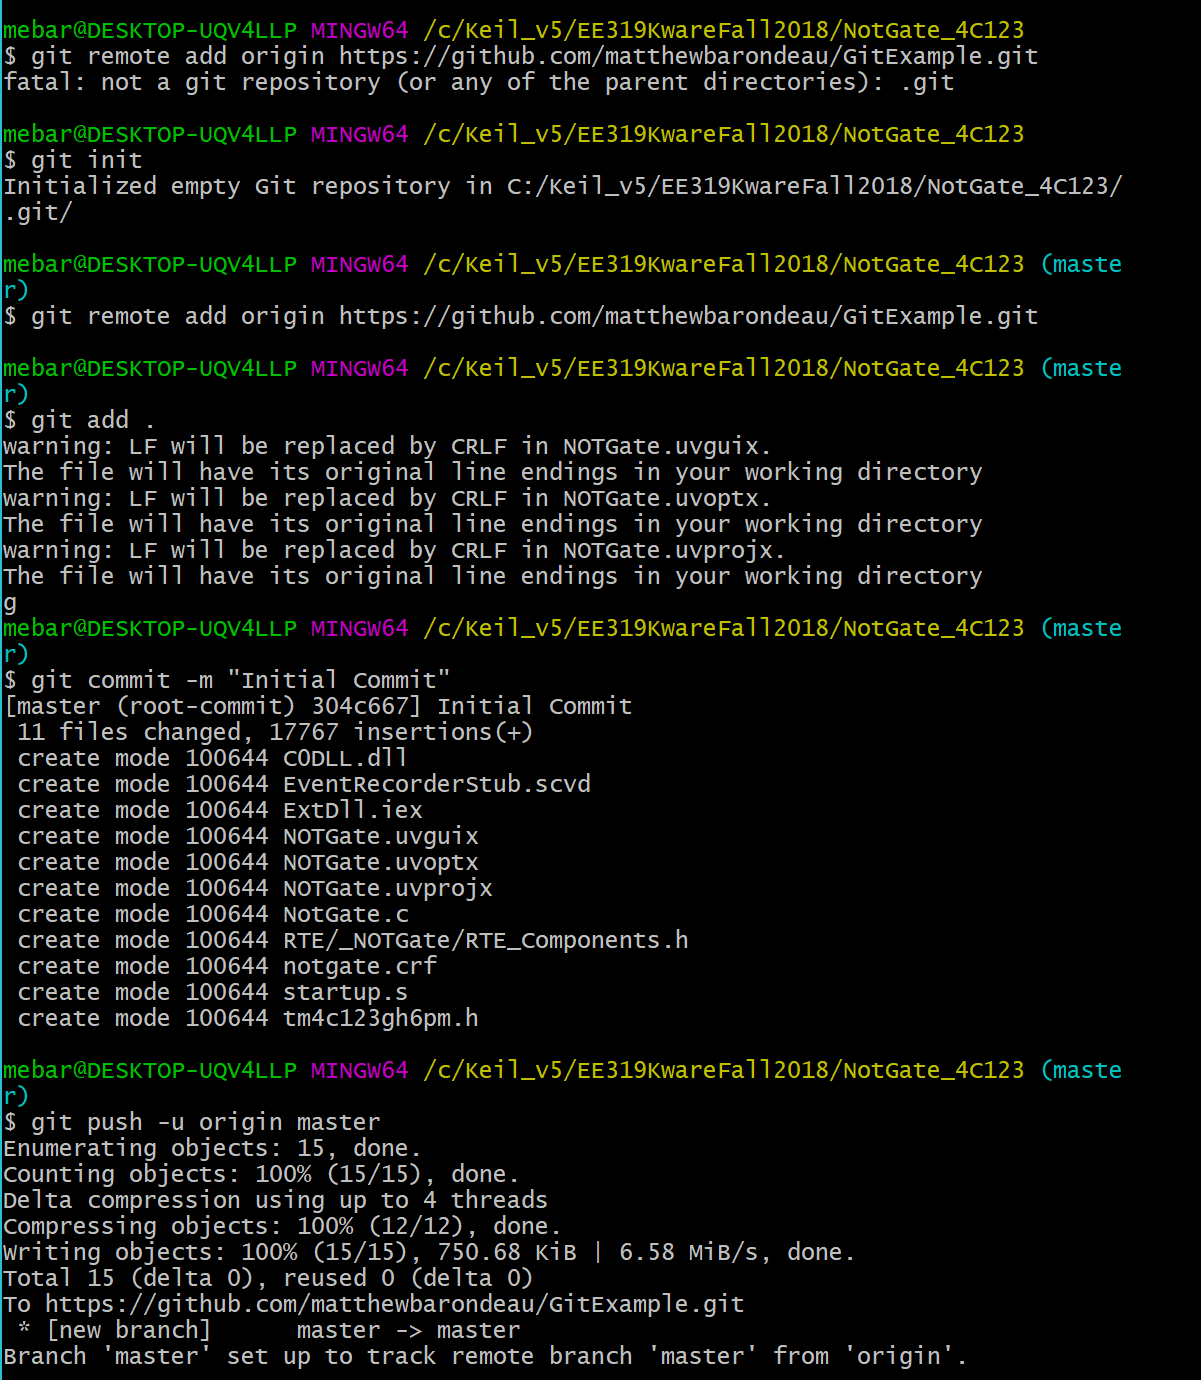 mebar@DESKTOP-UQV4LLP MINGW64 /c/Keil_v5/EE319KwareFall2018/NotGate_4C123
$ git remote add origin https://github.com/matthewbarondeau/GitExample.git
fatal: not a git repository (or any of the parent directories): .git
mebar@DESKTOP-UQV4LLP MINGW64 /c/Keil_v5/EE319KwareFall2018/NotGate_4C123
$ git init
Initialized empty Git repository in C:/Keil_v5/EE319KwareFall2018/NotGate_4C123/
.git/
mebar@DESKTOP-UQV4LLP MINGW64 /c/Keil_v5/EE319KwareFall2018/NotGate_4C123 (maste
r)
$ git remote add origin https://github.com/matthewbarondeau/GitExample.git
mebar@DESKTOP-UQV4LLP MINGW64 /c/Keil_v5/EE319KwareFall2018/NotGate_4C123 (maste
r)
$ git add .
warning: LF will be replaced by CRLF in NOTGate.uvguix.
The file will have its original line endings in your working directory
warning: LF will be replaced by CRLF in NOTGate.uvoptx.
The file will have its original line endings in your working directory
warning: LF will be replaced by CRLF in NOTGate.uvprojx.
The file will have its original line endings in your working directory
g
mebar@DESKTOP-UQV4LLP MINGW64 /c/Keil_v5/EE319KwareFall2018/NotGate_4C123 (maste
r)
$ git commit -m "Initial Commit"
[master (root-commit) 304c667] Initial Commit
 11 files changed, 17767 insertions(+)
 create mode 100644 C0DLL.dll
 create mode 100644 EventRecorderStub.scvd
 create mode 100644 ExtDll.iex
 create mode 100644 NOTGate.uvguix
 create mode 100644 NOTGate.uvoptx
 create mode 100644 NOTGate.uvprojx
 create mode 100644 NotGate.c
 create mode 100644 RTE/_NOTGate/RTE_Components.h
 create mode 100644 notgate.crf
 create mode 100644 startup.s
 create mode 100644 tm4c123gh6pm.h
mebar@DESKTOP-UQV4LLP MINGW64 /c/Keil_v5/EE319KwareFall2018/NotGate_4C123 (maste
r)
$ git push -u origin master
Enumerating objects: 15, done.
Counting objects: 100% (15/15), done.
Delta compression using up to 4 threads
Compressing objects: 100% (12/12), done.
Writing objects: 100% (15/15), 750.68 KiB | 6.58 MiB/s, done.
Total 15 (delta 0), reused 0 (delta 0)
To https://github.com/matthewbarondeau/GitExample.git
 * [new branch]      master -> master
Branch 'master' set up to track remote branch 'master' from 'origin'.